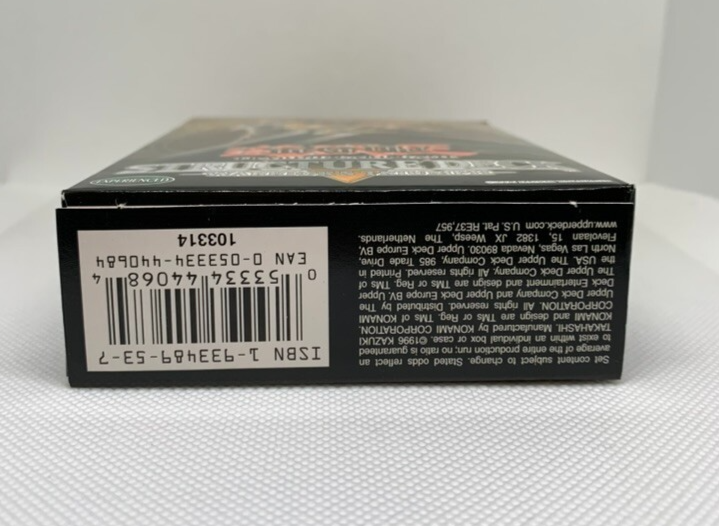 Set content subject to change. Stated odds reflect an
average of the entire production run; no ratio is guaranteed
to exist within an individual box or case. ©1996 KAZUKI
TAKAHASHI Manufactured by KONAMI CORPORATION.
KONAMI and design are TMs or Reg. TMs of KONAMI
CORPORATION. All rights reserved. Distributed by The
Upper Deck Company and Upper Deck Europe BV. Upper
Deck Entertainment and design are TMs or Reg. TMs of
The Upper Deck Company. All rights reserved. Printed in
the USA. The Upper Deck Company, 985 Trade Drive,
North Las Vegas, Nevada 89030. Upper Deck Europe BV,
Flevolaan 15, 1382 JX Weesp, The Netherlands.
www.upperdeck.com U.S. Pat. RE37,957
ISBN 1-933489-53-7
0 53334 44068 4
EAN 0-053334-440684
103314